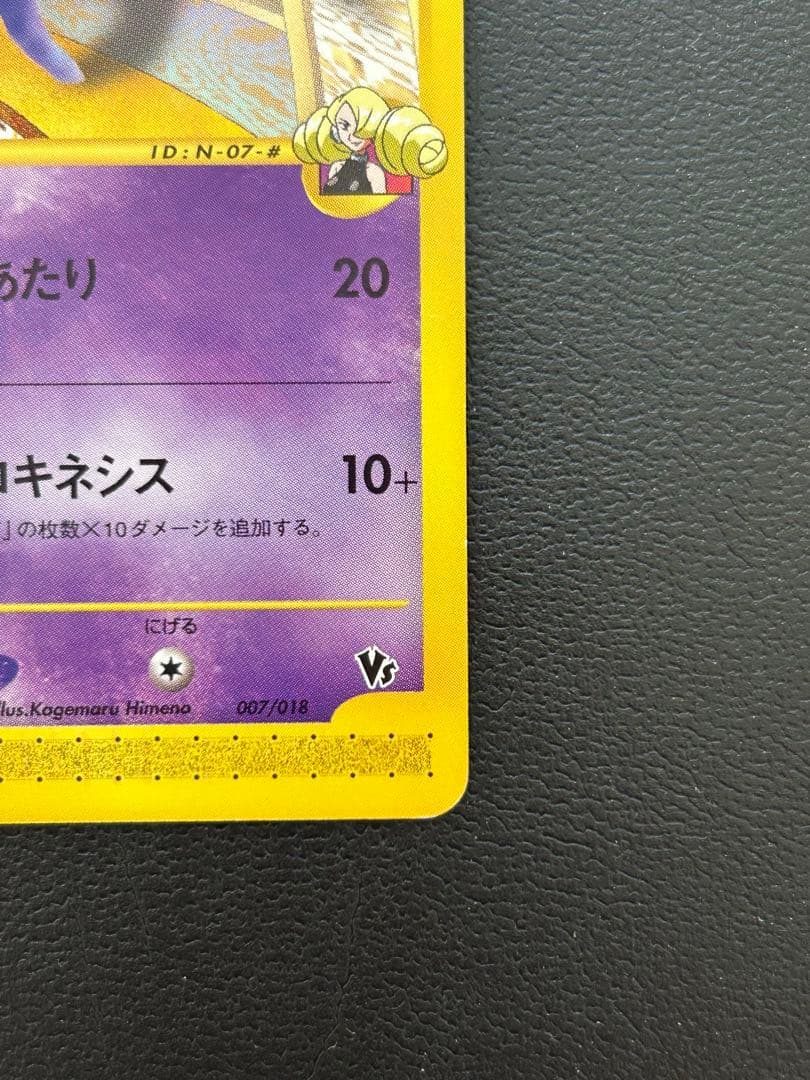 ID:N-07-#
あたり 20
コキネシス 10+
」の枚数×10ダメージを追加する。
にげる
Vs
llus.Kagemaru Himeno 007/018